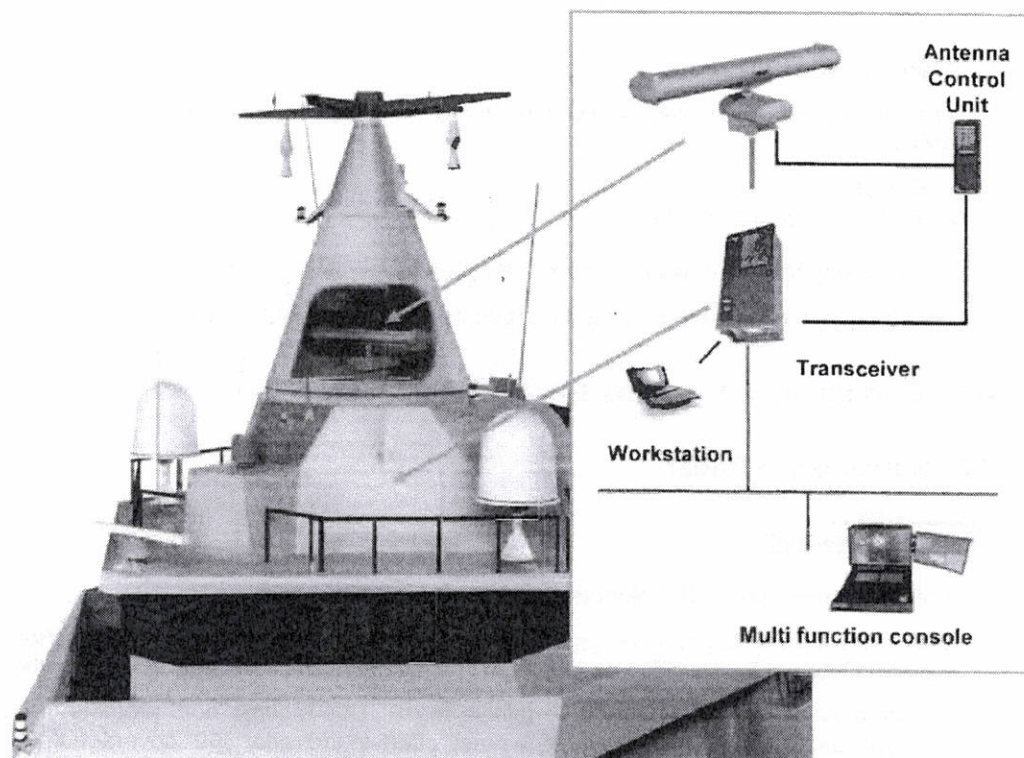 Antenna
Control
Unit
Transceiver
Workstation
Multi function console